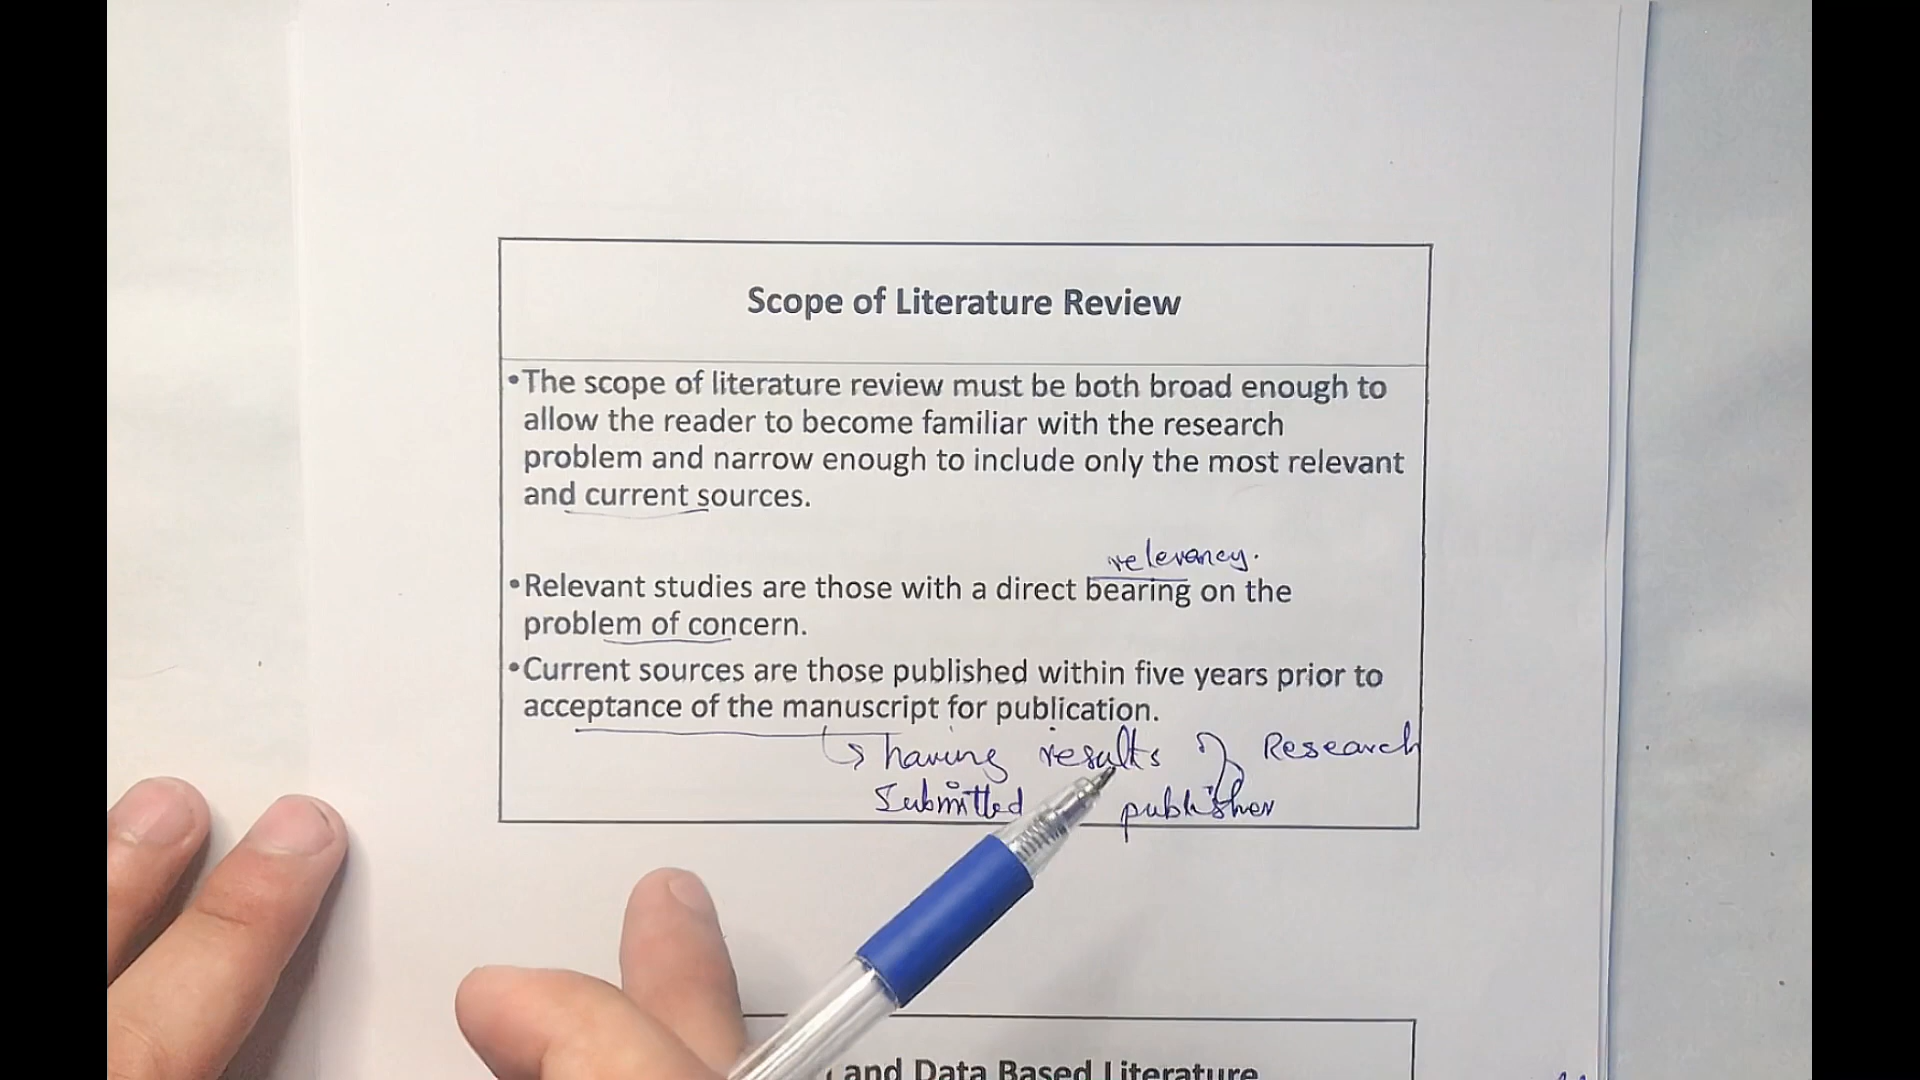 Scope of Literature Review
•The scope of literature review must be both broad enough to
allow the reader to become familiar with the research
problem and narrow enough to include only the most relevant
and current sources.
relevancy.
•Relevant studies are those with a direct bearing on the
problem of concern.
•Current sources are those published within five years prior to
acceptance of the manuscript for publication.
↳ having results of Research
Submitted publisher
and Data Based Literature